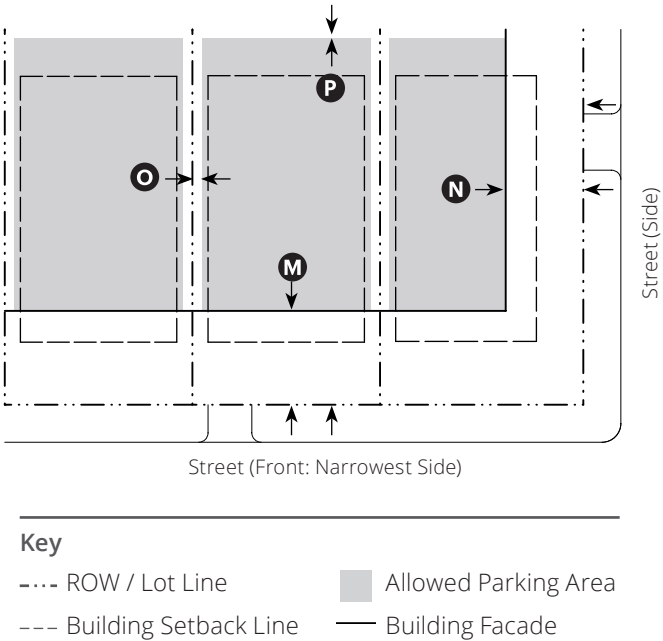 P
O
N
M
Street (Side)
Street (Front: Narrowest Side)
Key
ROW / Lot Line
Allowed Parking Area
Building Setback Line
Building Facade